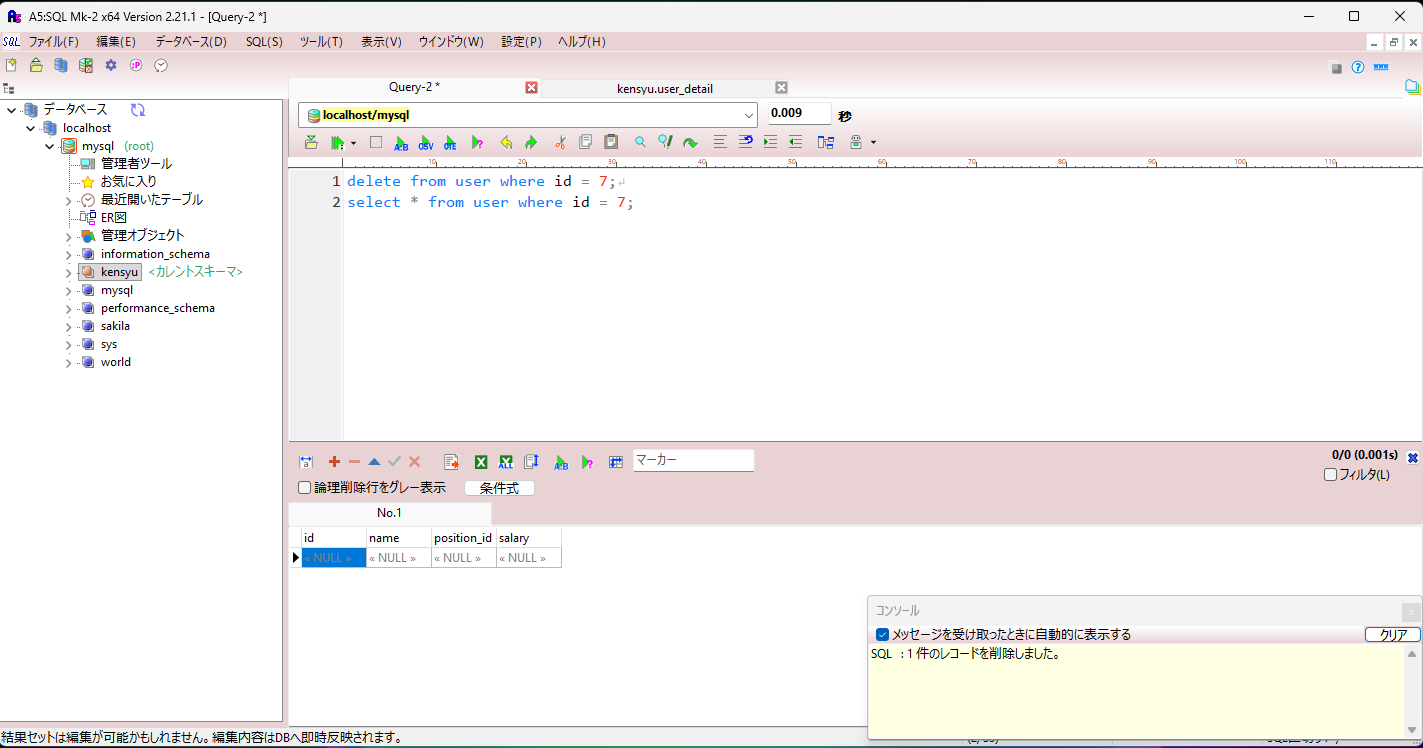 A5:SQL Mk-2 x64 Version 2.21.1 - [Query-2 *]
SQL ファイル(F) 編集(E) データベース(D) SQL(S) ツール(T) 表示(V) ウインドウ(W) 設定(P) ヘルプ(H)
Query-2 * kensyu.user_detail
データベース
localhost
mysql (root)
管理者ツール
お気に入り
最近開いたテーブル
ER図
管理オブジェクト
information_schema
kensyu <カレントスキーマ>
mysql
performance_schema
sakila
sys
world
localhost/mysql 0.009 秒
10 20 30 40 50 60 70 80 90 100 110
1 delete from user where id = 7;
2 select * from user where id = 7;
マーカー 0/0 (0.001s)
フィルタ(L)
論理削除行をグレー表示 条件式
No.1
id name position_id salary
« NULL » « NULL » « NULL » « NULL »
コンソール
メッセージを受け取ったときに自動的に表示する クリア
SQL : 1 件のレコードを削除しました。
結果セットは編集が可能かもしれません。編集内容はDBへ即時反映されます。